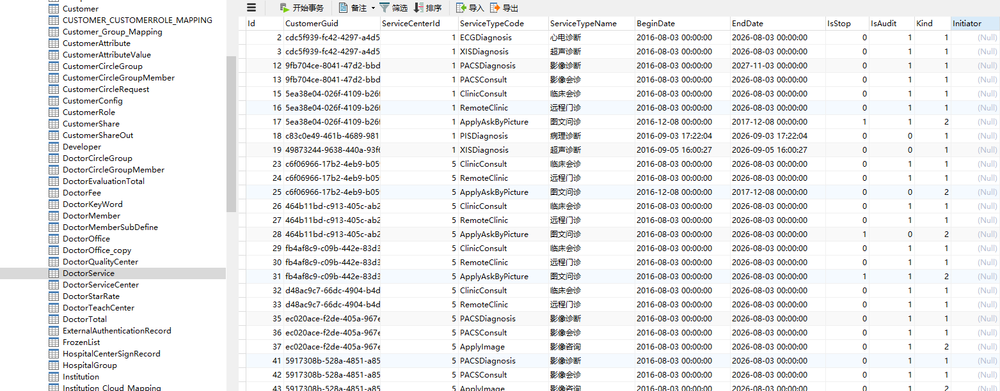 Customer
CUSTOMER_CUSTOMERROLE_MAPPING
Customer_Group_Mapping
CustomerAttribute
CustomerAttributeValue
CustomerCircleGroup
CustomerCircleGroupMember
CustomerCircleRequest
CustomerConfig
CustomerRole
CustomerShare
CustomerShareOut
Developer
DoctorCircleGroup
DoctorCircleGroupMember
DoctorEvaluationTotal
DoctorFee
DoctorKeyWord
DoctorMember
DoctorMemberSubDefine
DoctorOffice
DoctorOffice_copy
DoctorQualityCenter
DoctorService
DoctorServiceCenter
DoctorStarRate
DoctorTeachCenter
DoctorTotal
ExternalAuthenticationRecord
FrozenList
HospitalCenterSignRecord
HospitalGroup
Institution
Institution_Cloud_Mapping
开始事务 备注 筛选 排序 导入 导出
Id CustomerGuid ServiceCenterId ServiceTypeCode ServiceTypeName BeginDate EndDate IsStop IsAudit Kind Initiator
2 cdc5f939-fc42-4297-a4d5 1 ECGDiagnosis 心电诊断 2016-08-03 00:00:00 2026-08-03 00:00:00 0 1 1 (Null)
3 cdc5f939-fc42-4297-a4d5 1 XISDiagnosis 超声诊断 2016-08-03 00:00:00 2026-08-03 00:00:00 0 1 1 (Null)
12 9fb704ce-8041-47d2-bbd 1 PACSDiagnosis 影像诊断 2016-08-03 00:00:00 2027-11-03 00:00:00 0 1 1 (Null)
13 9fb704ce-8041-47d2-bbd 1 PACSConsult 影像会诊 2016-08-03 00:00:00 2026-08-03 00:00:00 0 1 1 (Null)
15 5ea38e04-026f-4109-b26f 1 ClinicConsult 临床会诊 2016-08-03 00:00:00 2026-08-03 00:00:00 0 1 1 (Null)
16 5ea38e04-026f-4109-b26f 1 RemoteClinic 远程门诊 2016-08-03 00:00:00 2026-08-03 00:00:00 0 1 1 (Null)
17 5ea38e04-026f-4109-b26f 1 ApplyAskByPicture 图文问诊 2016-12-08 00:00:00 2017-12-08 00:00:00 1 1 2 (Null)
18 c83c0e49-461b-4689-981 1 PISDiagnosis 病理诊断 2016-09-03 17:22:04 2026-09-03 17:22:04 0 0 1 (Null)
19 49873244-9638-440a-93f6 1 XISDiagnosis 超声诊断 2016-09-05 16:00:27 2026-09-05 16:00:27 0 0 1 (Null)
23 c6f06966-17b2-4eb9-b05 5 ClinicConsult 临床会诊 2016-08-03 00:00:00 2026-08-03 00:00:00 0 1 1 (Null)
24 c6f06966-17b2-4eb9-b05 5 RemoteClinic 远程门诊 2016-08-03 00:00:00 2026-08-03 00:00:00 0 1 1 (Null)
25 c6f06966-17b2-4eb9-b05 5 ApplyAskByPicture 图文问诊 2016-12-08 00:00:00 2017-12-08 00:00:00 0 0 2 (Null)
26 464b11bd-c913-405c-ab2 5 ClinicConsult 临床会诊 2016-08-03 00:00:00 2026-08-03 00:00:00 0 1 1 (Null)
27 464b11bd-c913-405c-ab2 5 RemoteClinic 远程门诊 2016-08-03 00:00:00 2026-08-03 00:00:00 0 1 1 (Null)
28 464b11bd-c913-405c-ab2 5 ApplyAskByPicture 图文问诊 2016-08-03 00:00:00 2026-08-03 00:00:00 1 0 2 (Null)
29 fb4af8c9-c09b-442e-83d3 5 ClinicConsult 临床会诊 2016-08-03 00:00:00 2026-08-03 00:00:00 0 1 1 (Null)
30 fb4af8c9-c09b-442e-83d3 5 RemoteClinic 远程门诊 2016-08-03 00:00:00 2026-08-03 00:00:00 0 1 1 (Null)
31 fb4af8c9-c09b-442e-83d3 5 ApplyAskByPicture 图文问诊 2016-08-03 00:00:00 2026-08-03 00:00:00 1 1 2 (Null)
32 d48ac9c7-66dc-4904-b4d 5 ClinicConsult 临床会诊 2016-08-03 00:00:00 2026-08-03 00:00:00 0 1 1 (Null)
33 d48ac9c7-66dc-4904-b4d 5 RemoteClinic 远程门诊 2016-08-03 00:00:00 2026-08-03 00:00:00 0 1 1 (Null)
35 ec020ace-f2de-405a-967e 5 PACSDiagnosis 影像诊断 2016-08-03 00:00:00 2026-08-03 00:00:00 0 1 1 (Null)
36 ec020ace-f2de-405a-967e 5 PACSConsult 影像会诊 2016-08-03 00:00:00 2026-08-03 00:00:00 0 1 1 (Null)
37 ec020ace-f2de-405a-967e 5 ApplyImage 影像咨询 2016-08-03 00:00:00 2026-08-03 00:00:00 0 1 2 (Null)
41 5917308b-528a-4851-a85 5 PACSDiagnosis 影像诊断 2016-08-03 00:00:00 2026-08-03 00:00:00 0 1 1 (Null)
42 5917308b-528a-4851-a85 5 PACSConsult 影像会诊 2016-08-03 00:00:00 2026-08-03 00:00:00 0 1 1 (Null)
43 5917308b-528a-4851-a85 5 ApplyImage 影像咨询 2016-08-03 00:00:00 2026-08-03 00:00:00 0 1 2 (Null)